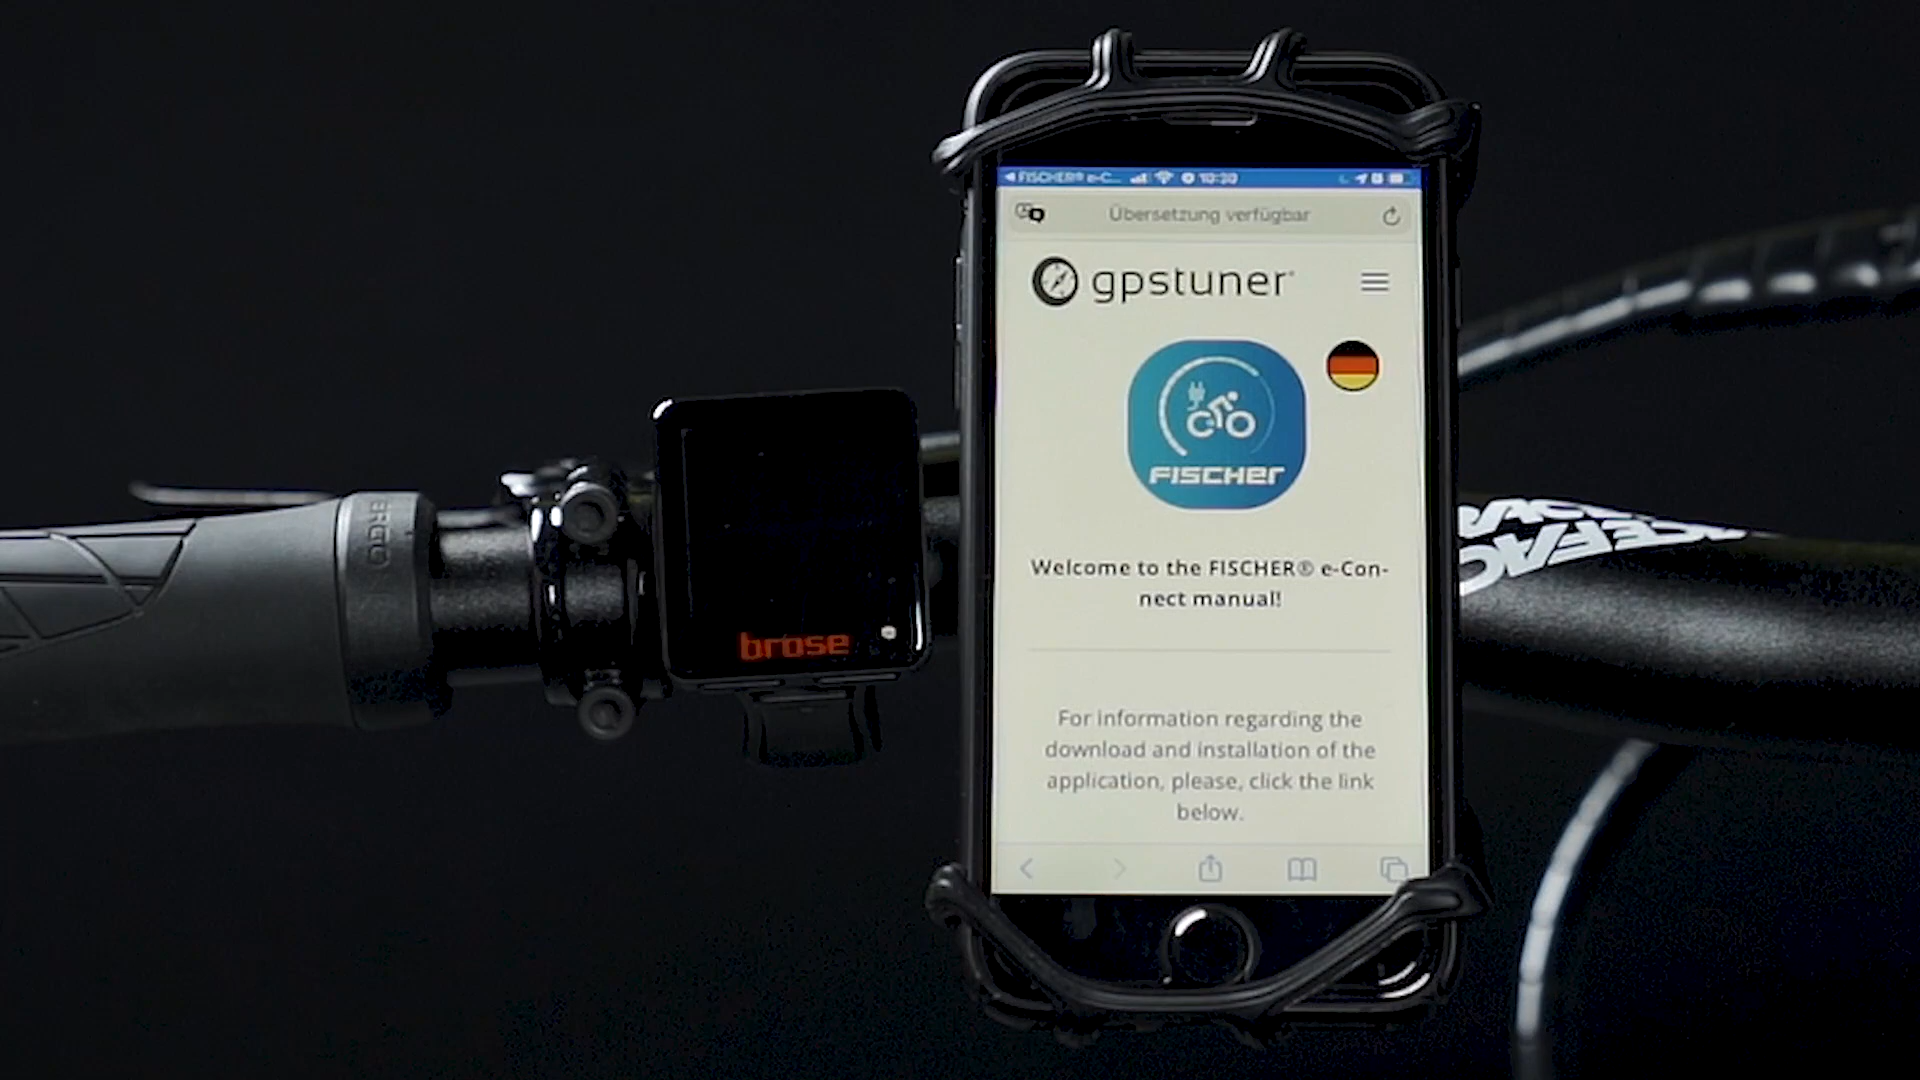 FISCHER® e-C... 10:30
Übersetzung verfügbar
gpstuner
FISCHER
Welcome to the FISCHER® e-Con-
nect manual!
For information regarding the
download and installation of the
application, please, click the link
below.
brose
ERGO
RACEFACE